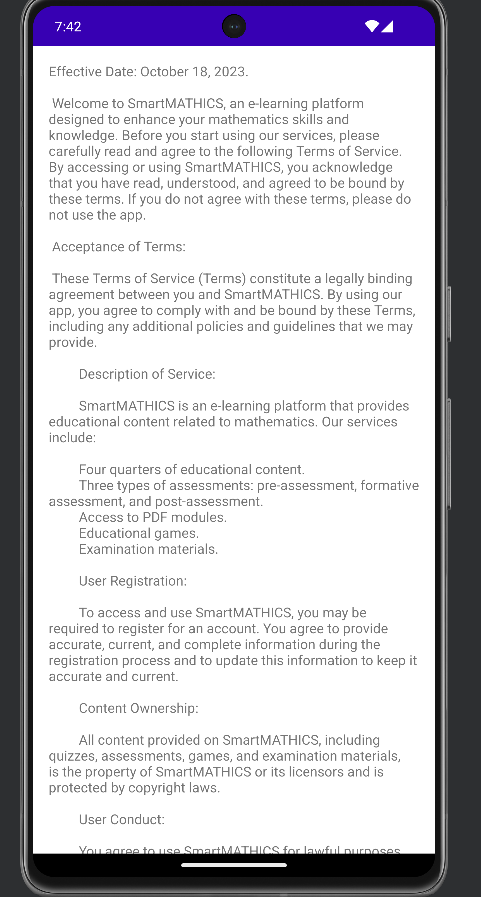 7:42
Effective Date: October 18, 2023.
Welcome to SmartMATHICS, an e-learning platform
designed to enhance your mathematics skills and
knowledge. Before you start using our services, please
carefully read and agree to the following Terms of Service.
By accessing or using SmartMATHICS, you acknowledge
that you have read, understood, and agreed to be bound by
these terms. If you do not agree with these terms, please do
not use the app.
Acceptance of Terms:
These Terms of Service (Terms) constitute a legally binding
agreement between you and SmartMATHICS. By using our
app, you agree to comply with and be bound by these Terms,
including any additional policies and guidelines that we may
provide.
Description of Service:
SmartMATHICS is an e-learning platform that provides
educational content related to mathematics. Our services
include:
Four quarters of educational content.
Three types of assessments: pre-assessment, formative
assessment, and post-assessment.
Access to PDF modules.
Educational games.
Examination materials.
User Registration:
To access and use SmartMATHICS, you may be
required to register for an account. You agree to provide
accurate, current, and complete information during the
registration process and to update this information to keep it
accurate and current.
Content Ownership:
All content provided on SmartMATHICS, including
quizzes, assessments, games, and examination materials,
is the property of SmartMATHICS or its licensors and is
protected by copyright laws.
User Conduct:
You agree to use SmartMATHICS for lawful purposes